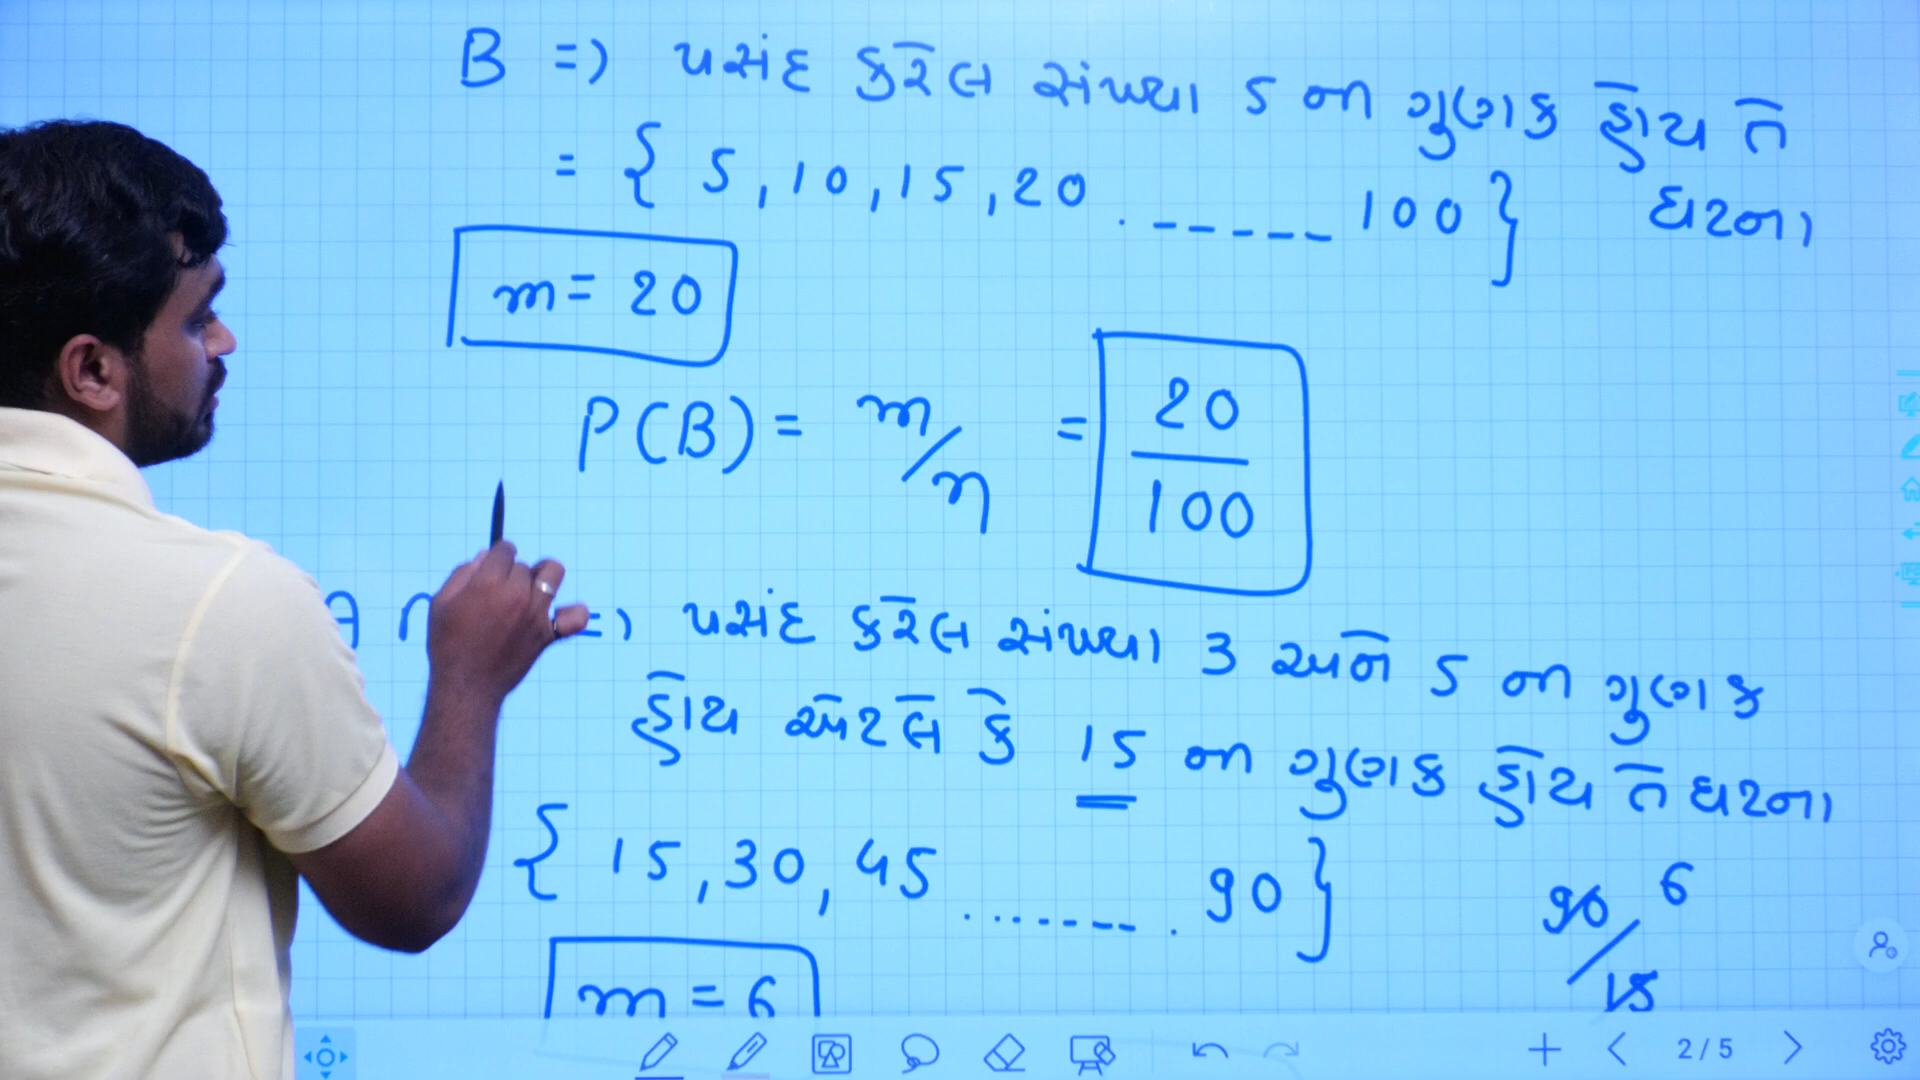 B => પસંદ કરેલ સંખ્યા 5 ના ગુણક હોય તે
= { 5, 10, 15, 20 . ----- 100 } ઘટના
m = 20
P(B) = m/n = 20/100
A ∩ => પસંદ કરેલ સંખ્યા 3 અને 5 ના ગુણક
હોય એટલે કે 15 ના ગુણક હોય તે ઘટના
{ 15, 30, 45 ....... . 90 }
90/15 6
m = 6
2/5